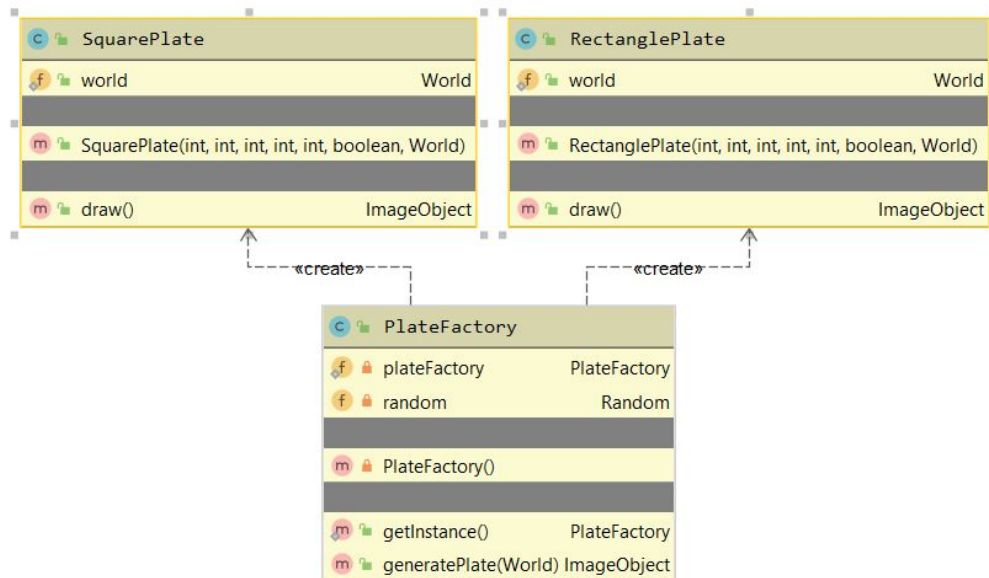 SquarePlate
world World
SquarePlate(int, int, int, int, int, boolean, World)
draw() ImageObject
RectanglePlate
world World
RectanglePlate(int, int, int, int, int, boolean, World)
draw() ImageObject
«create»
«create»
PlateFactory
plateFactory PlateFactory
random Random
PlateFactory()
getInstance() PlateFactory
generatePlate(World) ImageObject